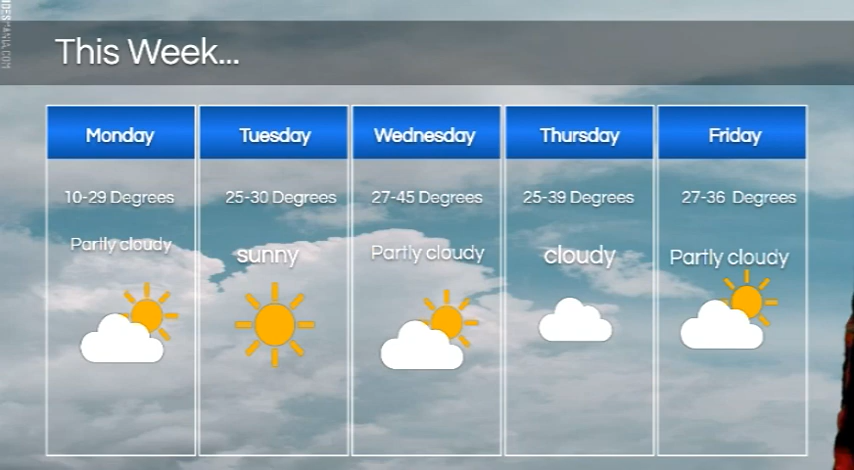 This Week...
Monday
Tuesday
Wednesday
Thursday
Friday
10-29 Degrees
25-30 Degrees
27-45 Degrees
25-39 Degrees
27-36 Degrees
Partly cloudy
sunny
Partly cloudy
cloudy
Partly cloudy